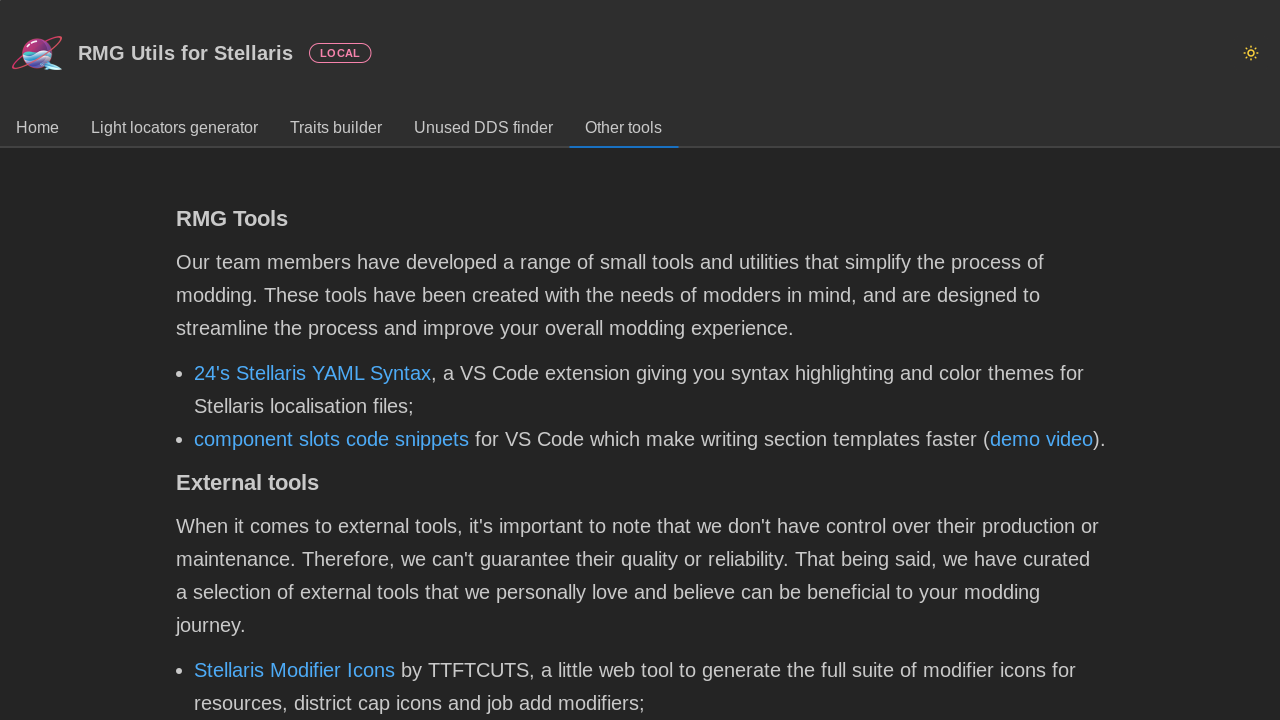 RMG Utils for Stellaris
LOCAL
Home
Light locators generator
Traits builder
Unused DDS finder
Other tools
RMG Tools
Our team members have developed a range of small tools and utilities that simplify the process of
modding. These tools have been created with the needs of modders in mind, and are designed to
streamline the process and improve your overall modding experience.
24's Stellaris YAML Syntax, a VS Code extension giving you syntax highlighting and color themes for
Stellaris localisation files;
component slots code snippets for VS Code which make writing section templates faster (demo video).
External tools
When it comes to external tools, it's important to note that we don't have control over their production or
maintenance. Therefore, we can't guarantee their quality or reliability. That being said, we have curated
a selection of external tools that we personally love and believe can be beneficial to your modding
journey.
Stellaris Modifier Icons by TTFTCUTS, a little web tool to generate the full suite of modifier icons for
resources, district cap icons and job add modifiers;